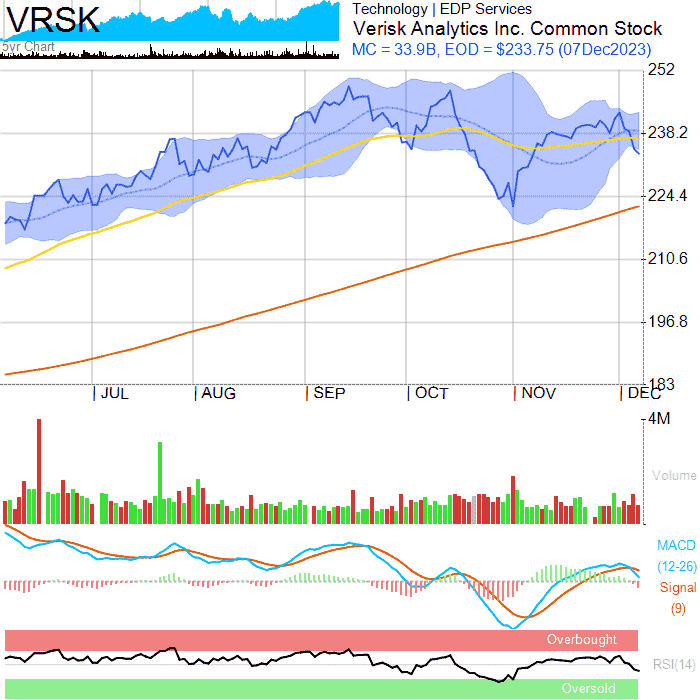 VRSK
5yr Chart
Technology | EDP Services
Verisk Analytics Inc. Common Stock
MC = 33.9B, EOD = $233.75 (07Dec2023)
252
238.2
224.4
210.6
196.8
183
JUL AUG SEP OCT NOV DEC
4M
Volume
MACD
(12-26)
Signal
(9)
Overbought
RSI(14)
Oversold